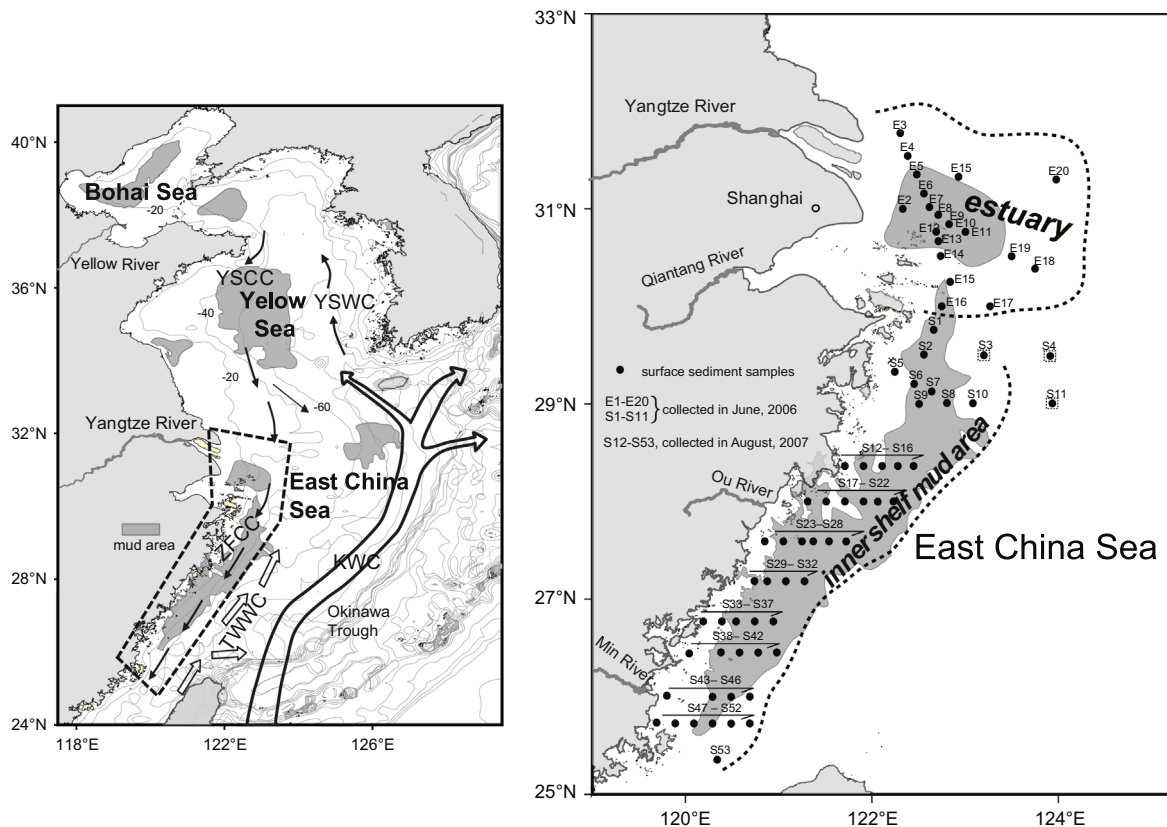 40°N
36°N
32°N
28°N
24°N
118°E
122°E
126°E
Bohai Sea
-20
Yellow River
YSCC
Yelow
Sea
YSWC
-40
-20
-60
Yangtze River
East China
Sea
mud area
ZFCC
TWWC
KWC
Okinawa
Trough
33°N
31°N
29°N
27°N
25°N
120°E
122°E
124°E
Yangtze River
Shanghai
Qiantang River
E3
E4
E5
E15
E20
E6
E2
E7
E8
E9
E10
E11
E12
E13
E14
E19
E18
estuary
E15
E16
E17
S1
S2
S3
S4
S5
S6
S7
S9
S8
S10
S11
surface sediment samples
E1-E20
S1-S11
collected in June, 2006
S12-S53, collected in August, 2007
S12– S16
Ou River
S17– S22
S23–S28
S29– S32
inner shelf mud area
East China Sea
S33– S37
S38– S42
Min River
S43– S46
S47 – S52
S53